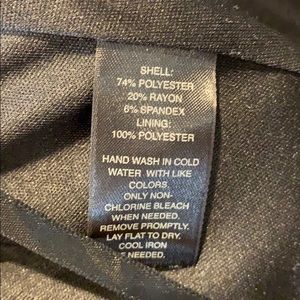 SHELL:
74% POLYESTER
20% RAYON
6% SPANDEX
LINING:
100% POLYESTER
HAND WASH IN COLD
WATER WITH LIKE
COLORS.
ONLY NON-
CHLORINE BLEACH
WHEN NEEDED.
REMOVE PROMPTLY.
LAY FLAT TO DRY.
COOL IRON
NEEDED.